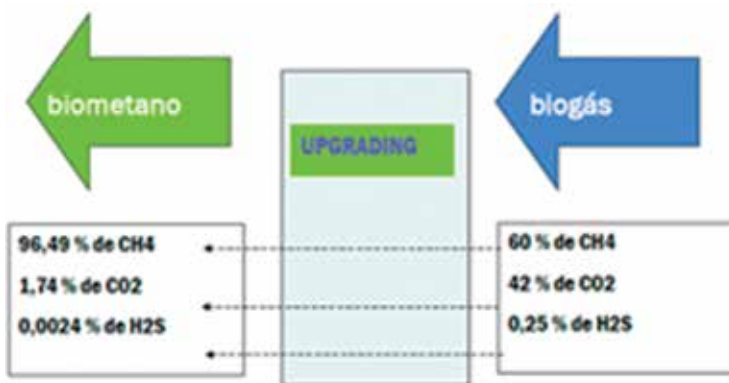 biometano
biogás
UPGRADING
96,49 % de CH4
1,74 % de CO2
0,0024 % de H2S
60 % de CH4
42 % de CO2
0,25 % de H2S